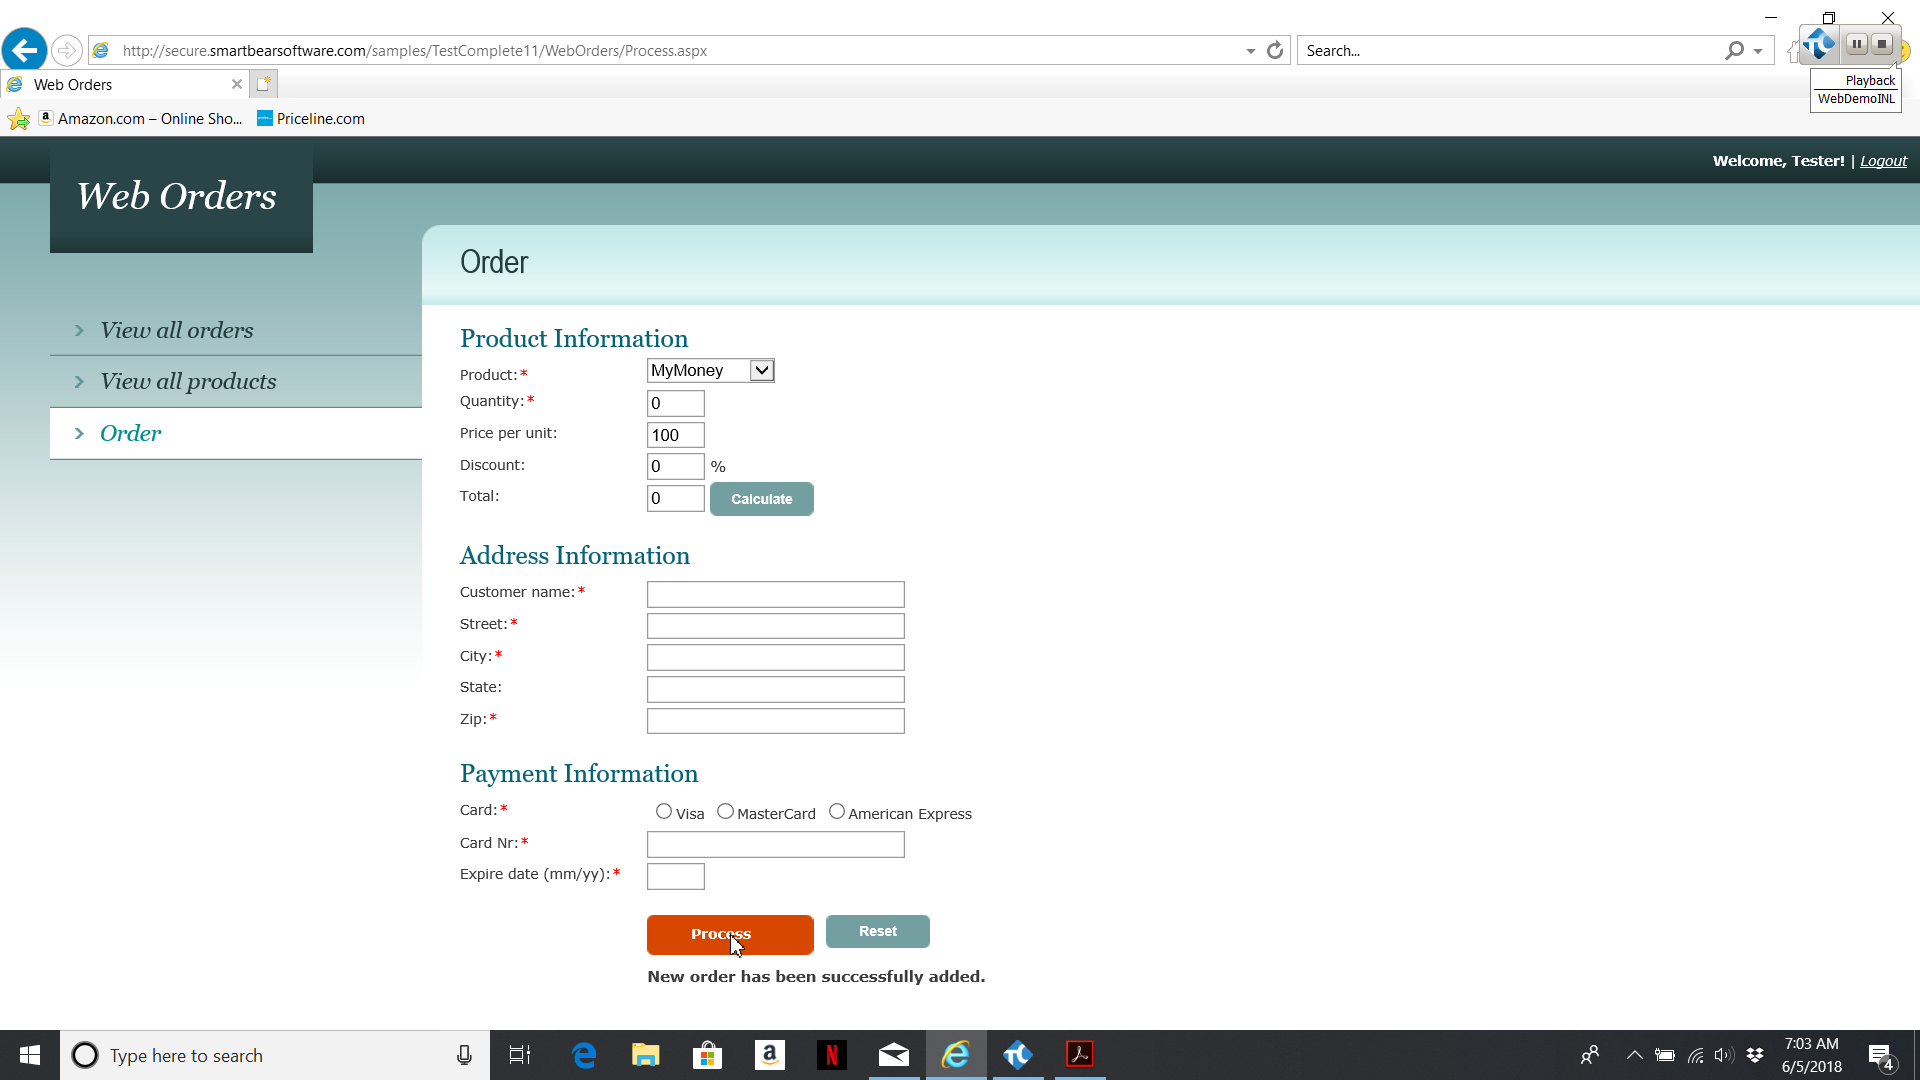 http://secure.smartbearsoftware.com/samples/TestComplete11/WebOrders/Process.aspx
Search...
Playback
WebDemoINL
Web Orders
Amazon.com – Online Sho...
Priceline.com
Welcome, Tester! | Logout
Web Orders
Order
View all orders
View all products
Order
Product Information
Product:*
MyMoney
Quantity:*
0
Price per unit:
100
Discount:
0 %
Total:
0
Calculate
Address Information
Customer name:*
Street:*
City:*
State:
Zip:*
Payment Information
Card:*
Visa MasterCard American Express
Card Nr:*
Expire date (mm/yy):*
Process
Reset
New order has been successfully added.
Type here to search
7:03 AM
6/5/2018
4